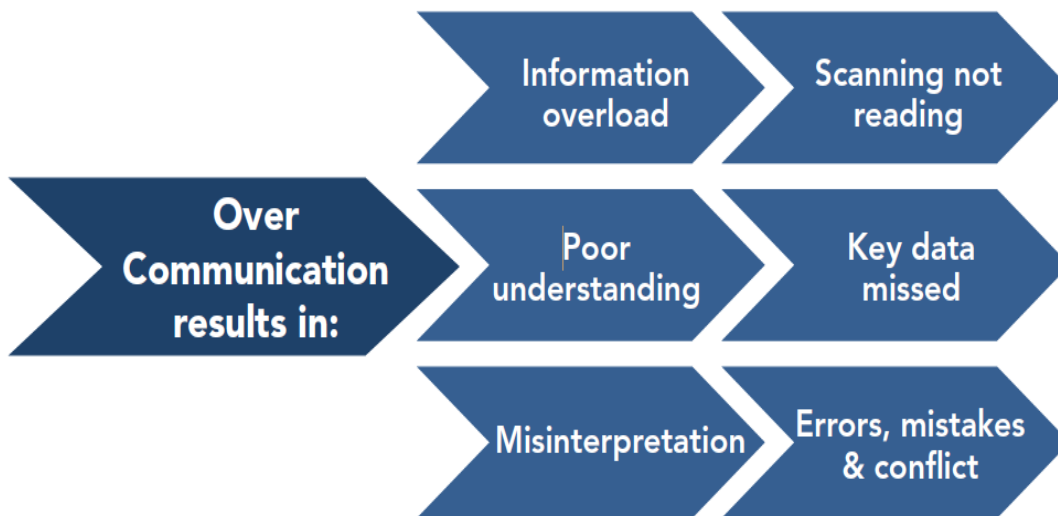 Over
Communication
results in:
Information
overload
Scanning not
reading
Poor
understanding
Key data
missed
Misinterpretation
Errors, mistakes
& conflict